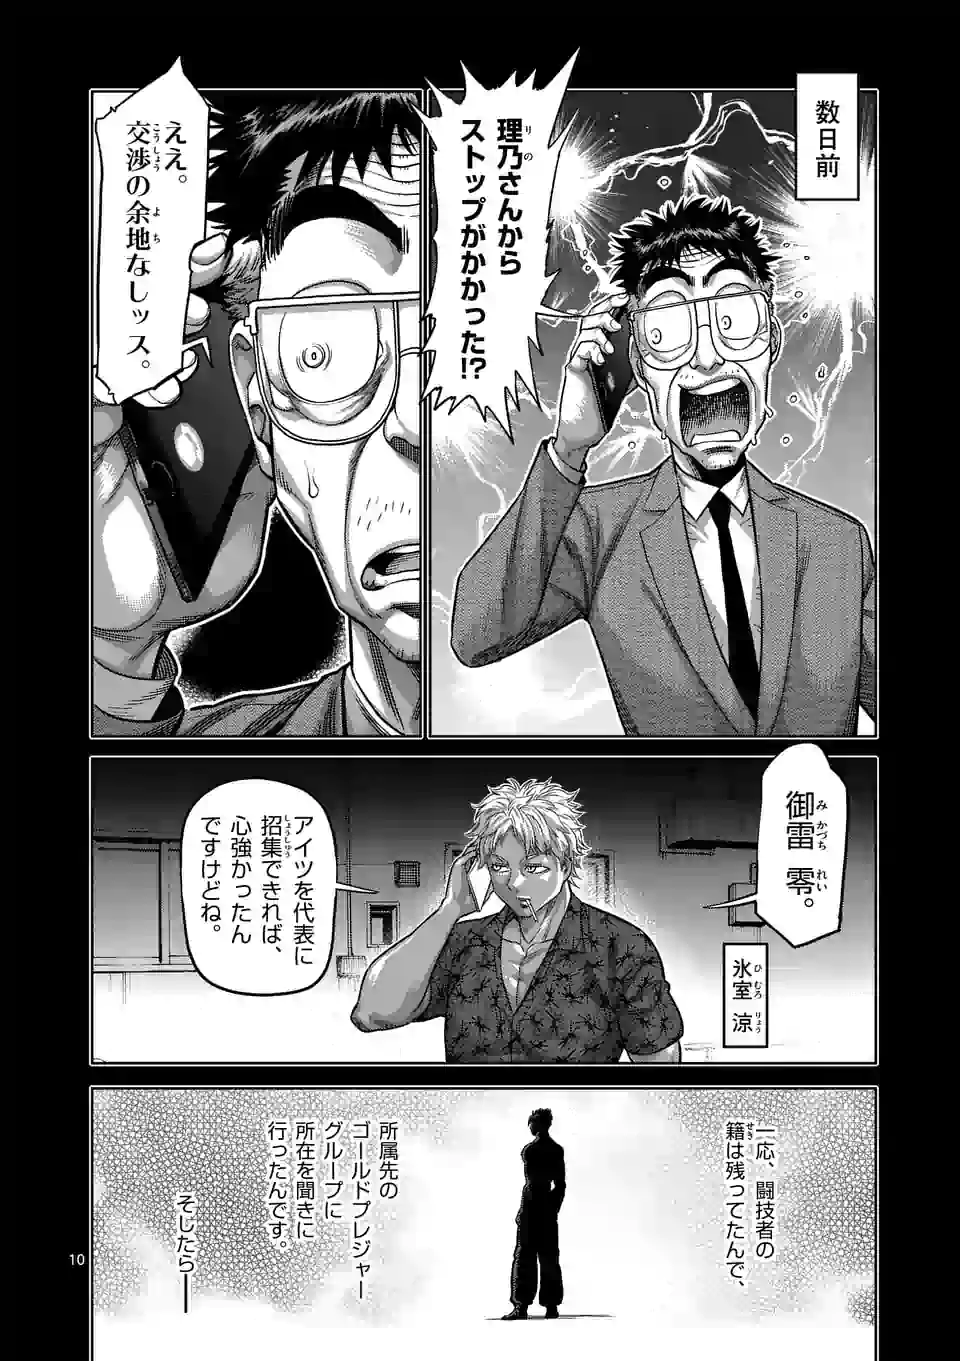 数日前
理乃さんから
ストップがかかった!?
ええ。
交渉の余地なしッス。
御雷 零。
氷室 涼
アイツを代表に
招集できれば、
心強かったん
ですけどね。
一応、闘技者の
籍は残ってたんで、
所属先の
ゴールドプレジャー
グループに
所在を聞きに
行ったんです。
そしたら―
10